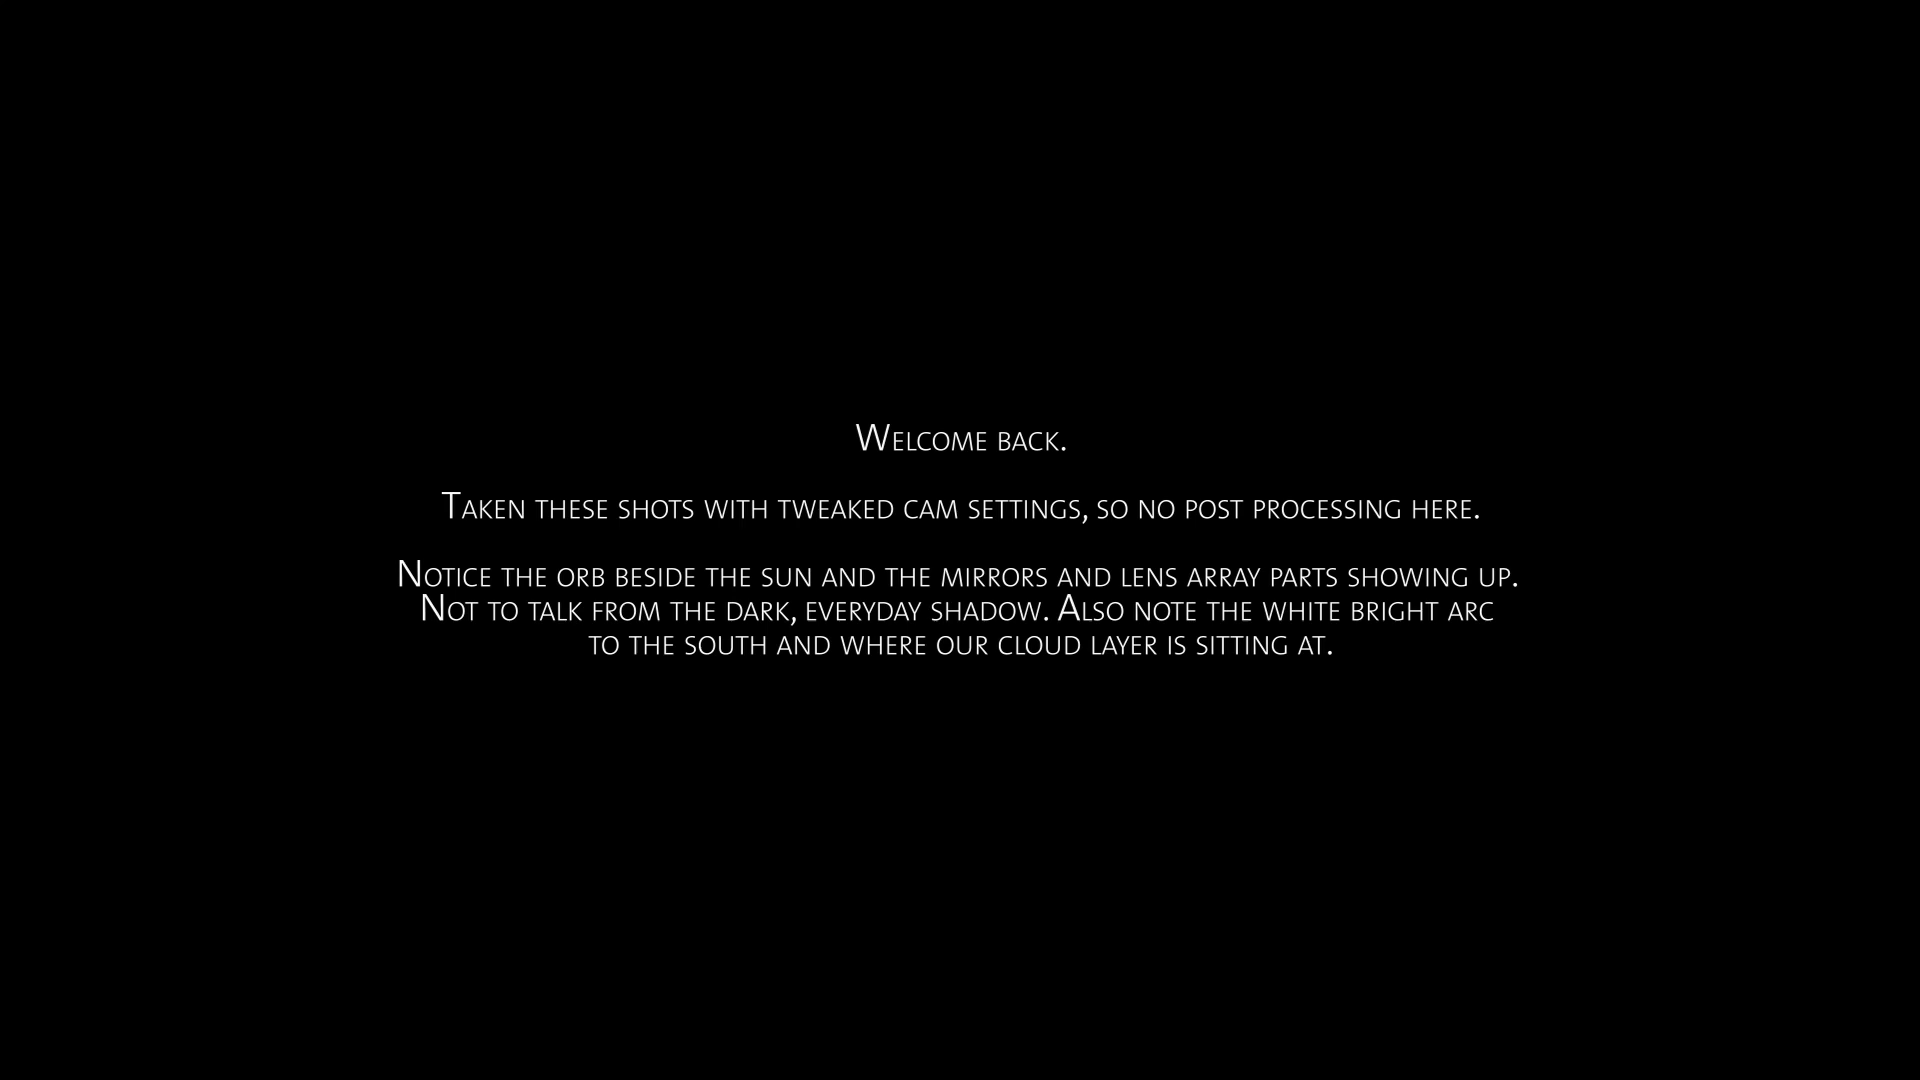 Welcome back.
Taken these shots with tweaked cam settings, so no post processing here.
Notice the orb beside the sun and the mirrors and lens array parts showing up.
Not to talk from the dark, everyday shadow. Also note the white bright arc
to the south and where our cloud layer is sitting at.